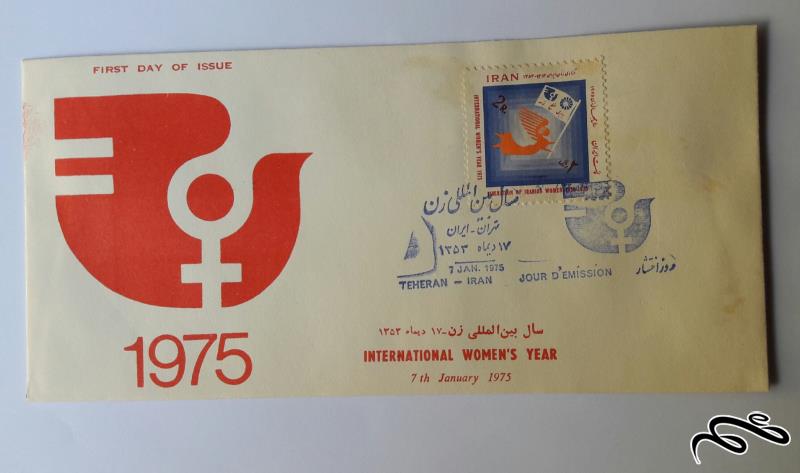 FIRST DAY OF ISSUE
IRAN
INTERNATIONAL WOMEN'S YEAR 1975
سال بین المللی زن
تهران - ایران
۱۷ دیماه ۱۳۵۳
7 JAN. 1975
TEHERAN - IRAN
JOUR D'EMISSION
روز انتشار
1975
سال بین‌المللی زن - ۱۷ دیماه ۱۳۵۳
INTERNATIONAL WOMEN'S YEAR
7th January 1975